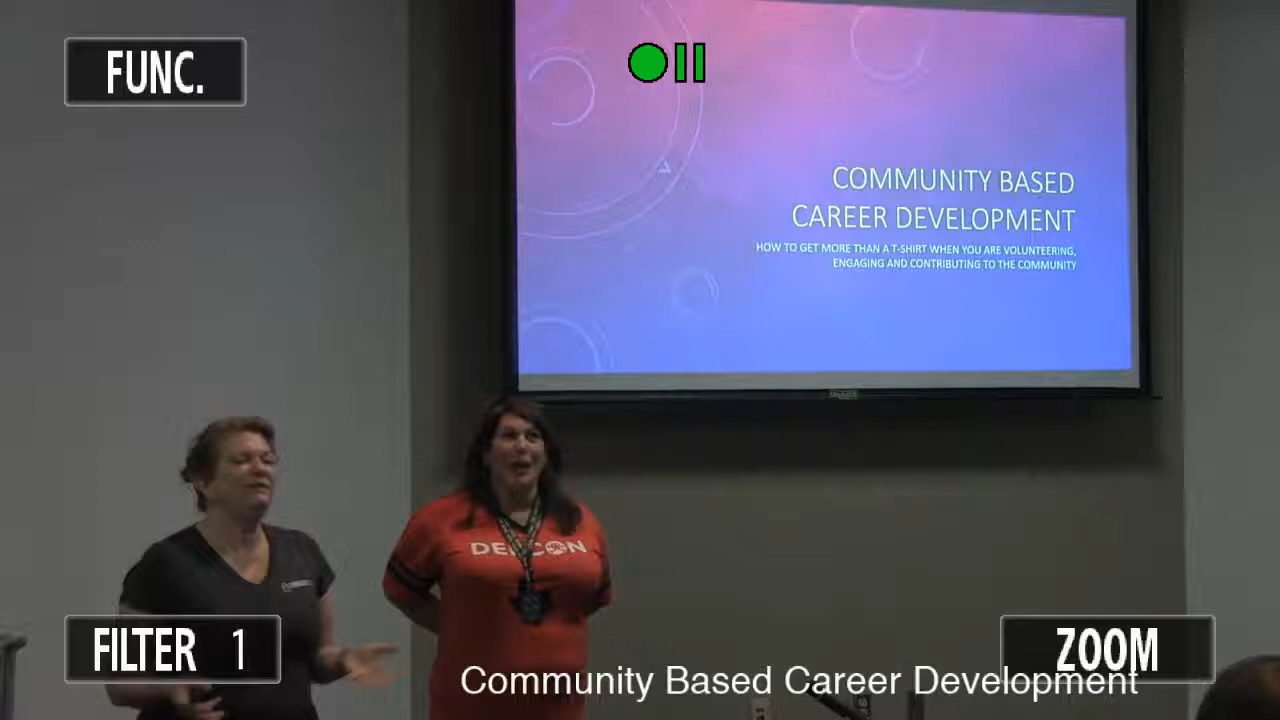 FUNC.
COMMUNITY BASED
CAREER DEVELOPMENT
HOW TO GET MORE THAN A T-SHIRT WHEN YOU ARE VOLUNTEERING,
ENGAGING AND CONTRIBUTING TO THE COMMUNITY
DEFCON
FILTER 1
ZOOM
Community Based Career Development